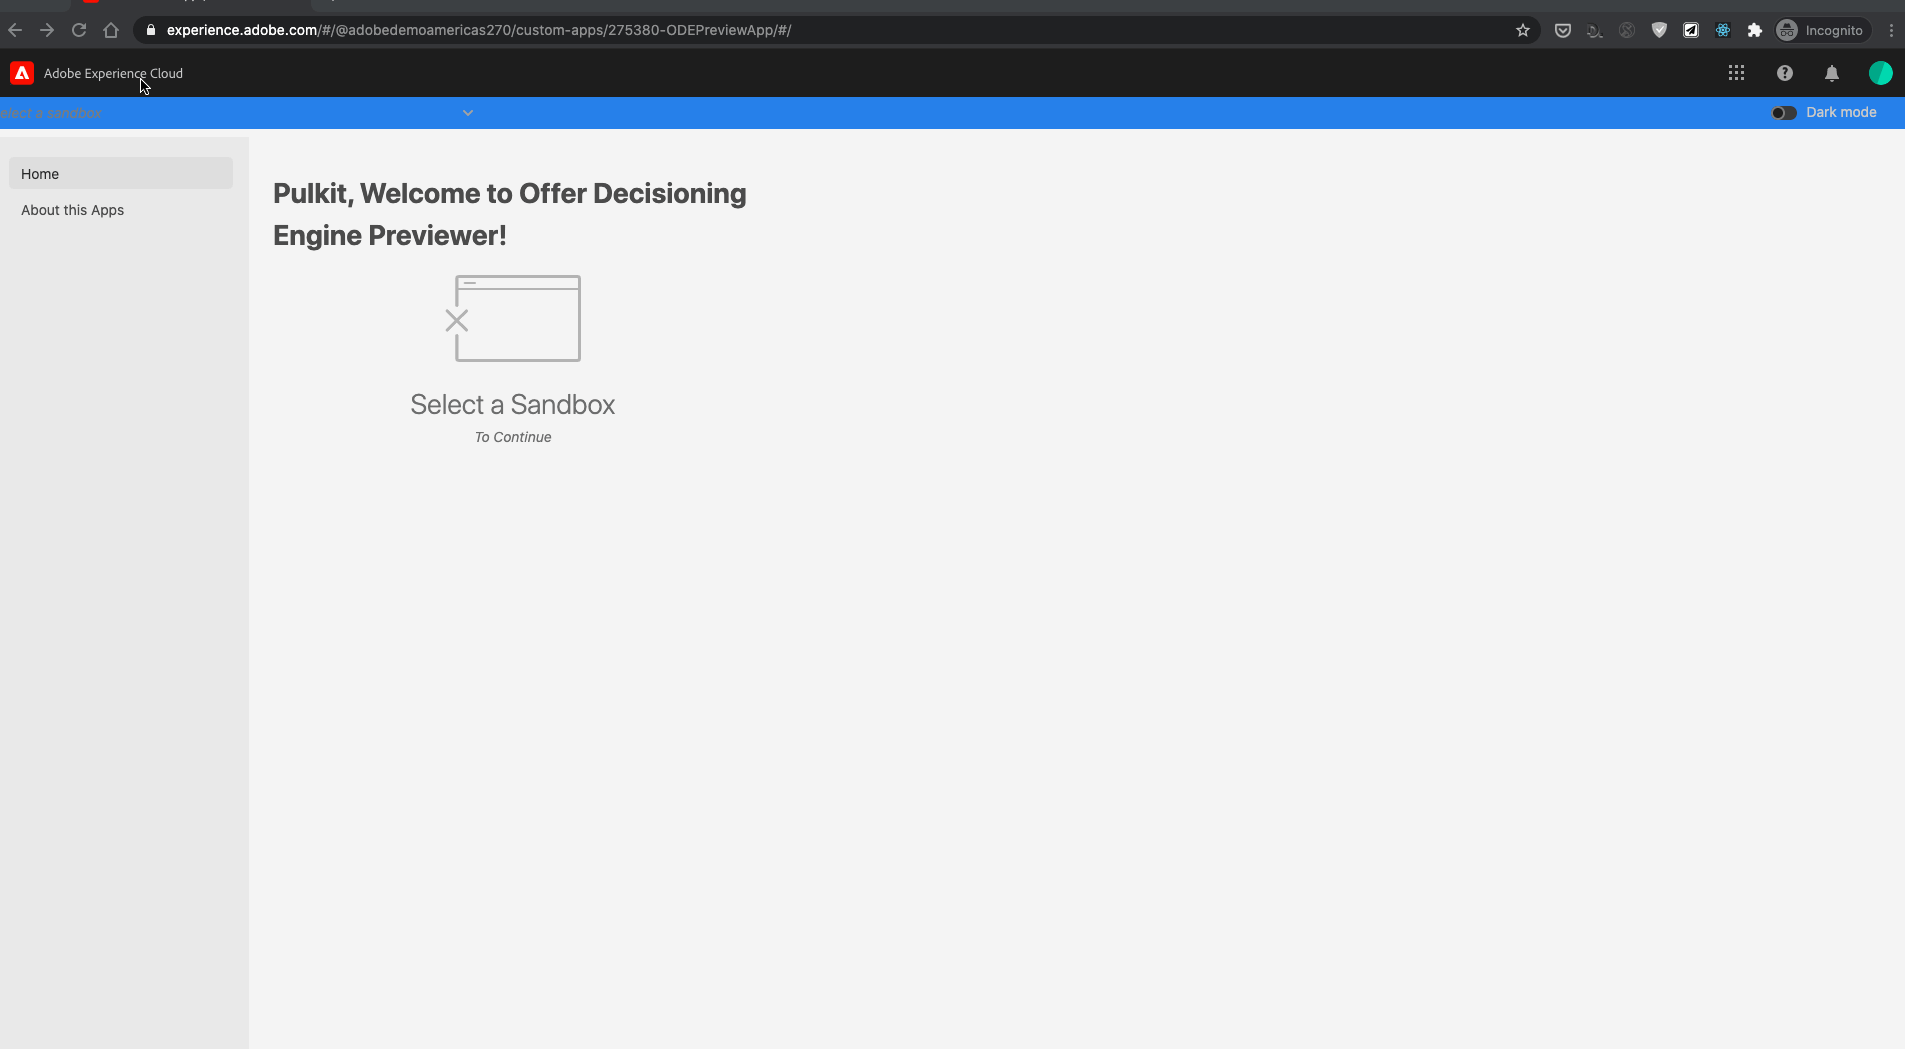 experience.adobe.com/#/@adobedemoamericas270/custom-apps/275380-ODEPreviewApp/#/
Incognito
Adobe Experience Cloud
elect a sandbox
Dark mode
Home
About this Apps
Pulkit, Welcome to Offer Decisioning
Engine Previewer!
Select a Sandbox
To Continue